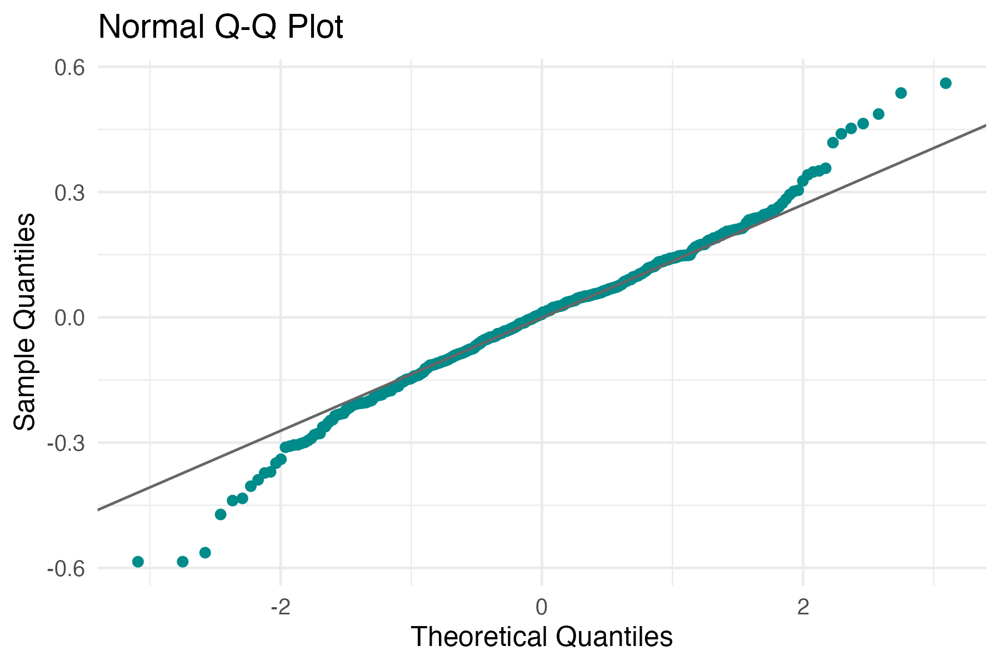 Normal Q-Q Plot
0.6
0.3
0.0
-0.3
-0.6
Sample Quantiles
-2 0 2
Theoretical Quantiles